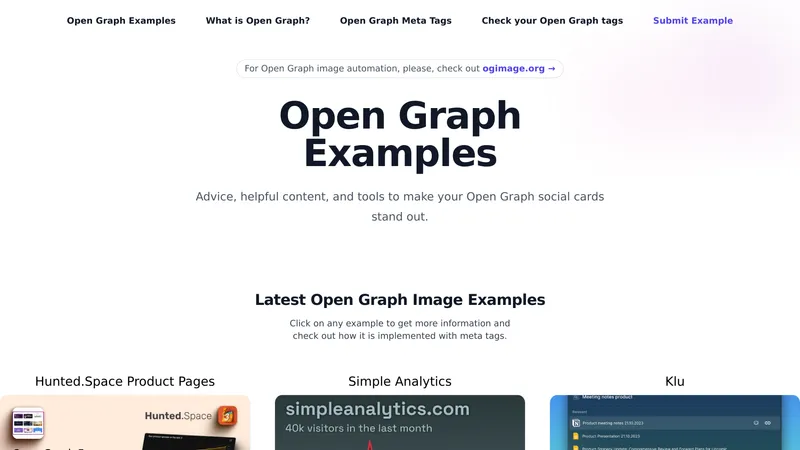 Open Graph Examples
What is Open Graph?
Open Graph Meta Tags
Check your Open Graph tags
Submit Example
For Open Graph image automation, please, check out ogimage.org →
Open Graph
Examples
Advice, helpful content, and tools to make your Open Graph social cards
stand out.
Latest Open Graph Image Examples
Click on any example to get more information and
check out how it is implemented with meta tags.
Hunted.Space Product Pages
Simple Analytics
Klu
Hunted.Space
simpleanalytics.com
40k visitors in the last month
Meeting notes product
Product meeting notes 27.10.2023
Product Presentation 27.10.2023